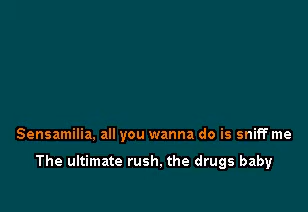 Sensamilia, all you wanna do is sniff me
The ultimate rush, the drugs baby